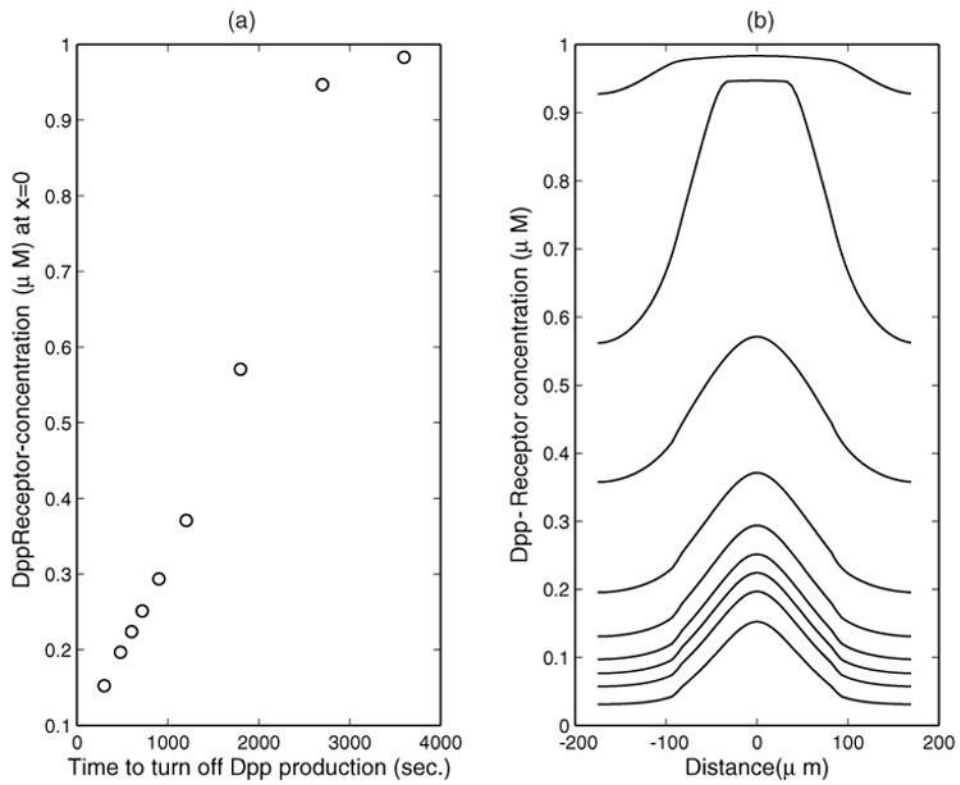 (a)
1
0.9
0.8
0.7
0.6
0.5
0.4
0.3
0.2
0.1
0 1000 2000 3000 4000
DppReceptor-concentration (μ M) at x=0
Time to turn off Dpp production (sec.)
(b)
1
0.9
0.8
0.7
0.6
0.5
0.4
0.3
0.2
0.1
0
-200 -100 0 100 200
Dpp- Receptor concentration (μ M)
Distance(μ m)